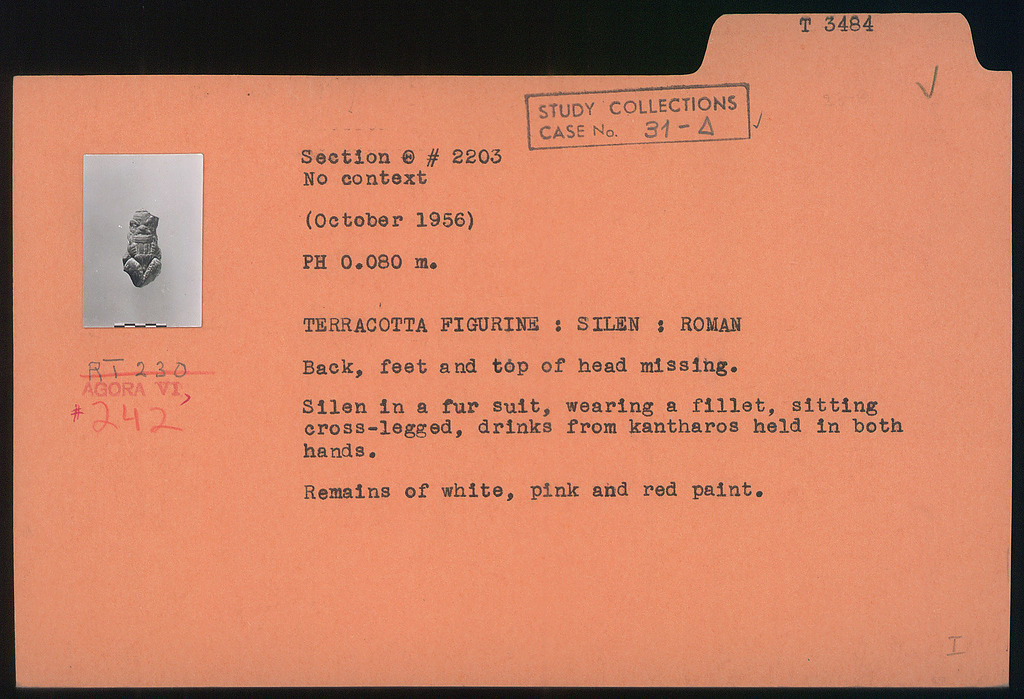 T 3484
STUDY COLLECTIONS
CASE No. 31-Δ
Section Θ # 2203
No context
(October 1956)
PH 0.080 m.
TERRACOTTA FIGURINE : SILEN : ROMAN
Back, feet and top of head missing.
Silen in a fur suit, wearing a fillet, sitting
cross-legged, drinks from kantharos held in both
hands.
Remains of white, pink and red paint.
RT 230
AGORA VI,
# 242
I